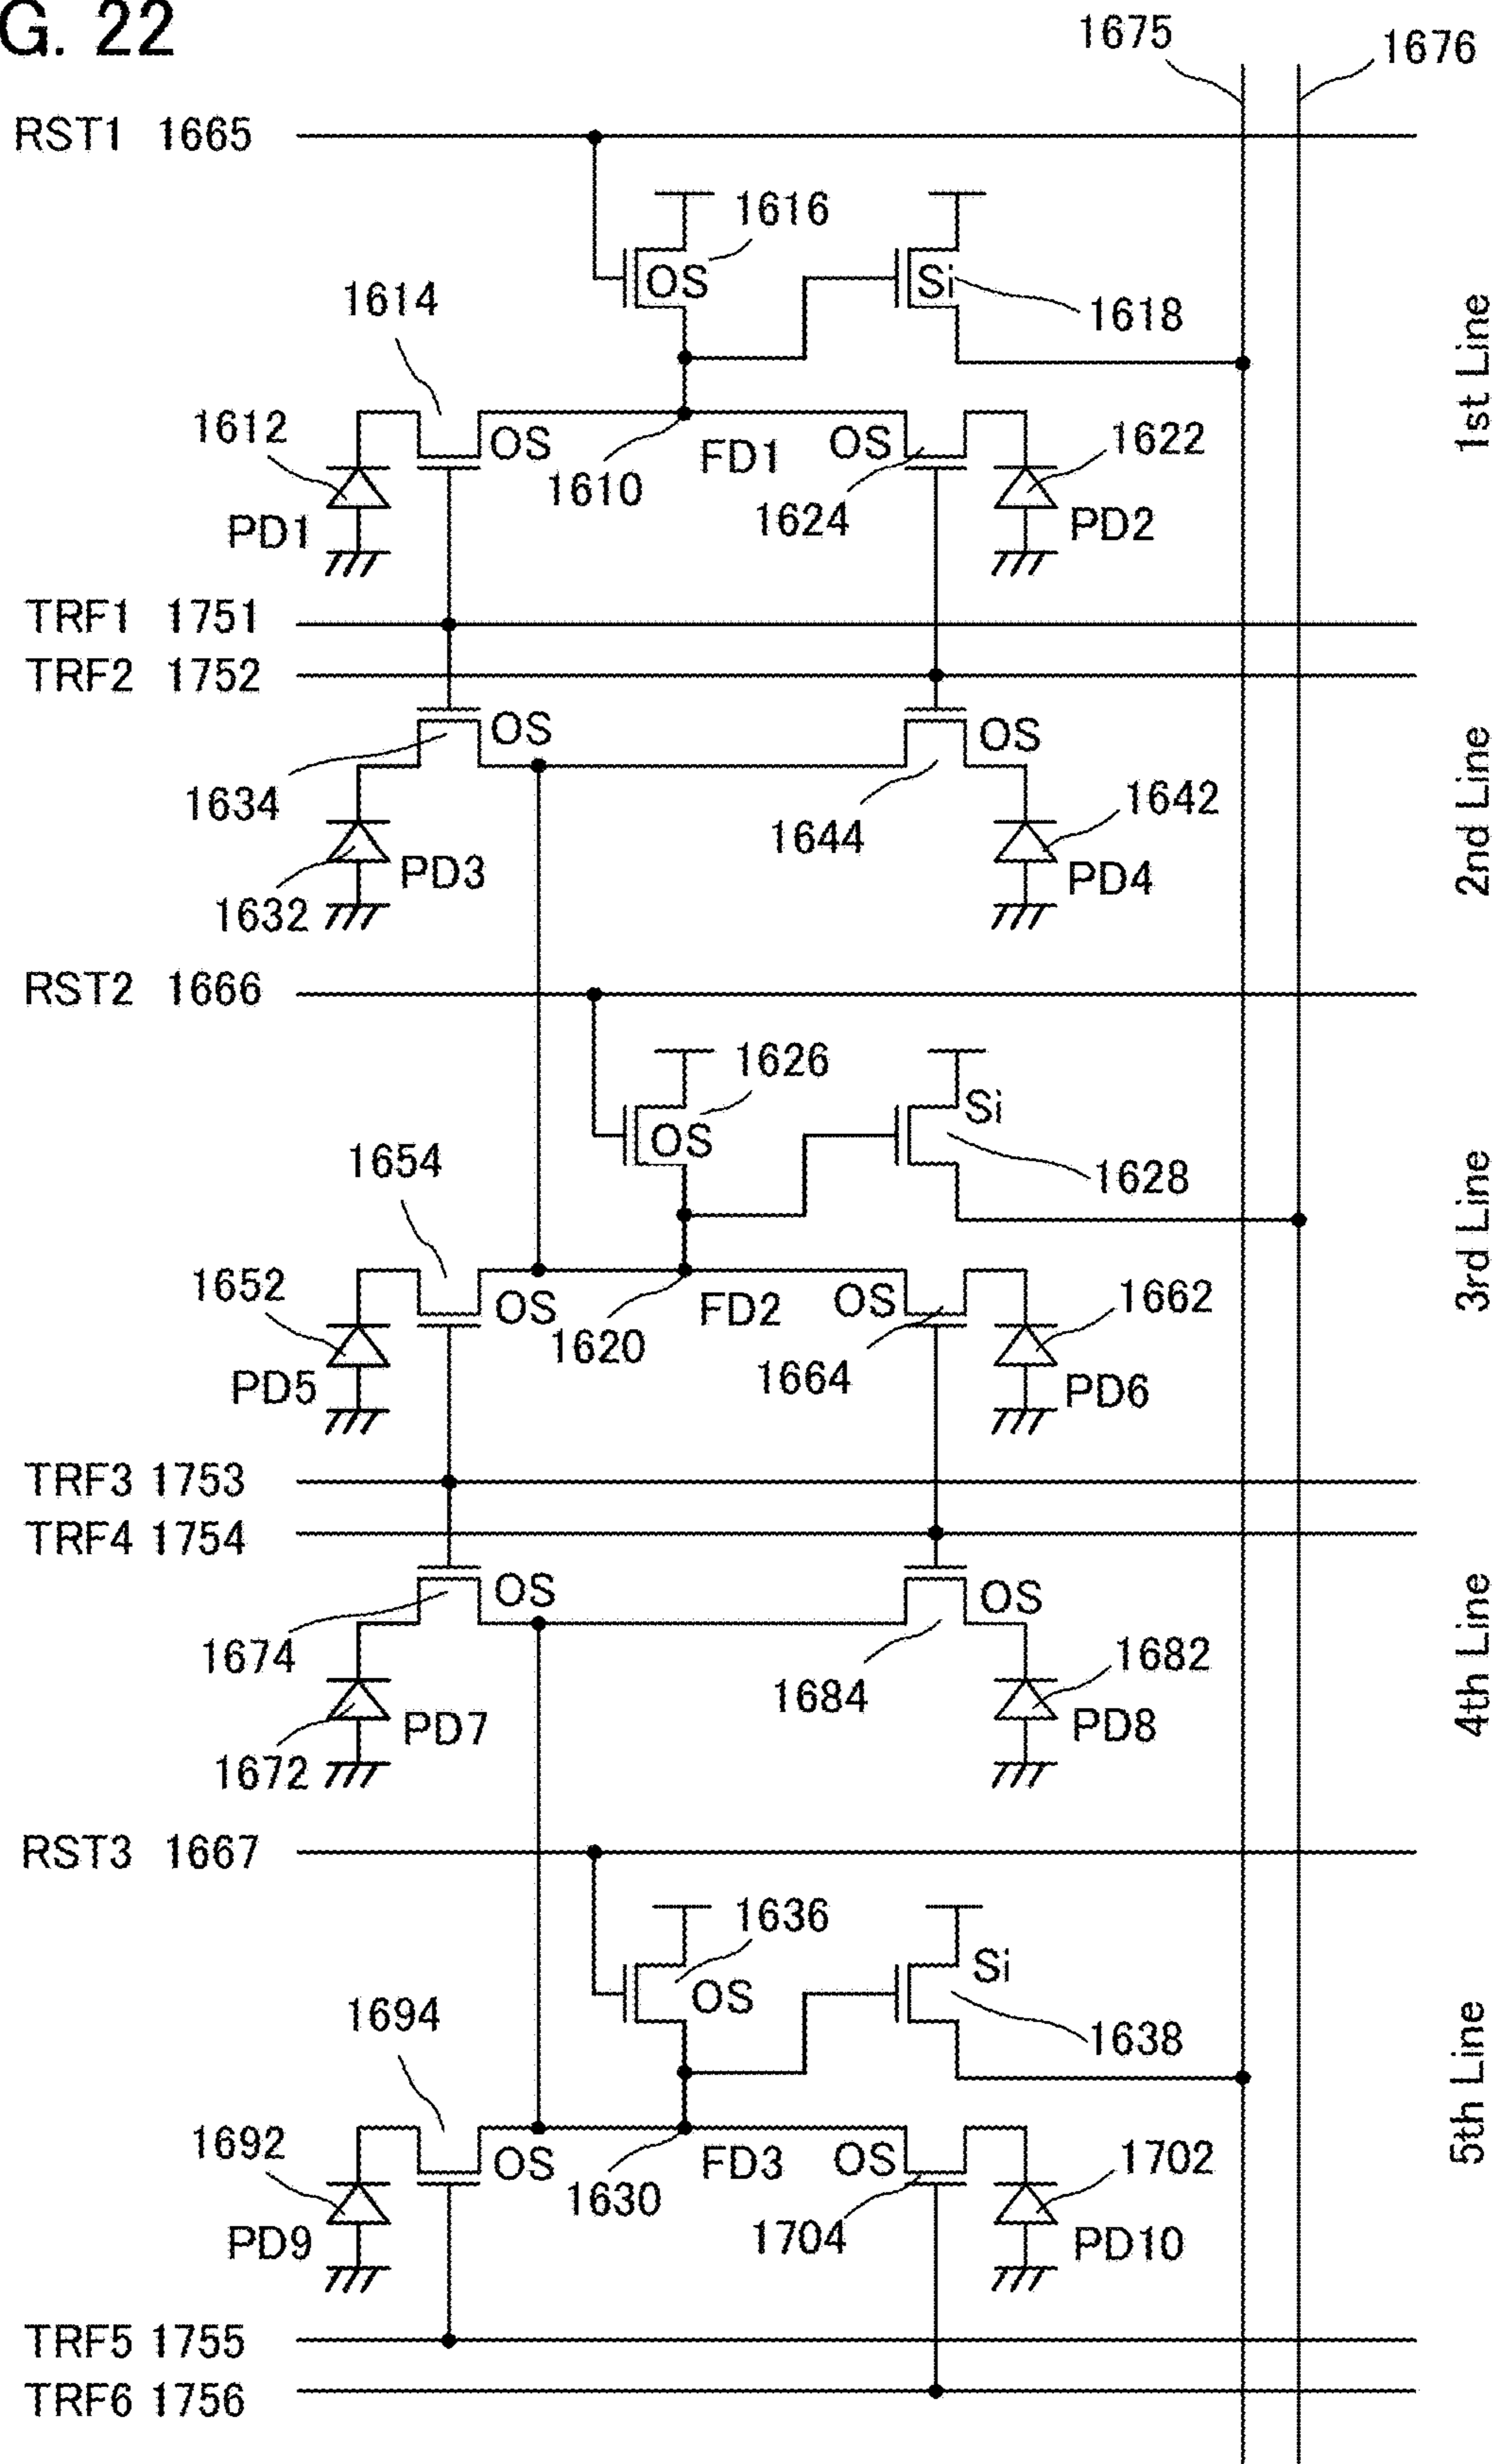 G. 22
1675
1676
RST1 1665
1616
OS
Si
1618
1614
1612
OS
FD1
OS
1622
1610
1624
PD1
PD2
1st Line
TRF1 1751
TRF2 1752
OS
OS
1634
1644
1642
PD3
PD4
1632
2nd Line
RST2 1666
1626
OS
Si
1628
1654
1652
OS
FD2
OS
1662
1620
1664
PD5
PD6
3rd Line
TRF3 1753
TRF4 1754
OS
OS
1674
1684
1682
PD7
PD8
1672
4th Line
RST3 1667
1636
OS
Si
1638
1694
1692
OS
FD3
OS
1702
1630
1704
PD9
PD10
5th Line
TRF5 1755
TRF6 1756